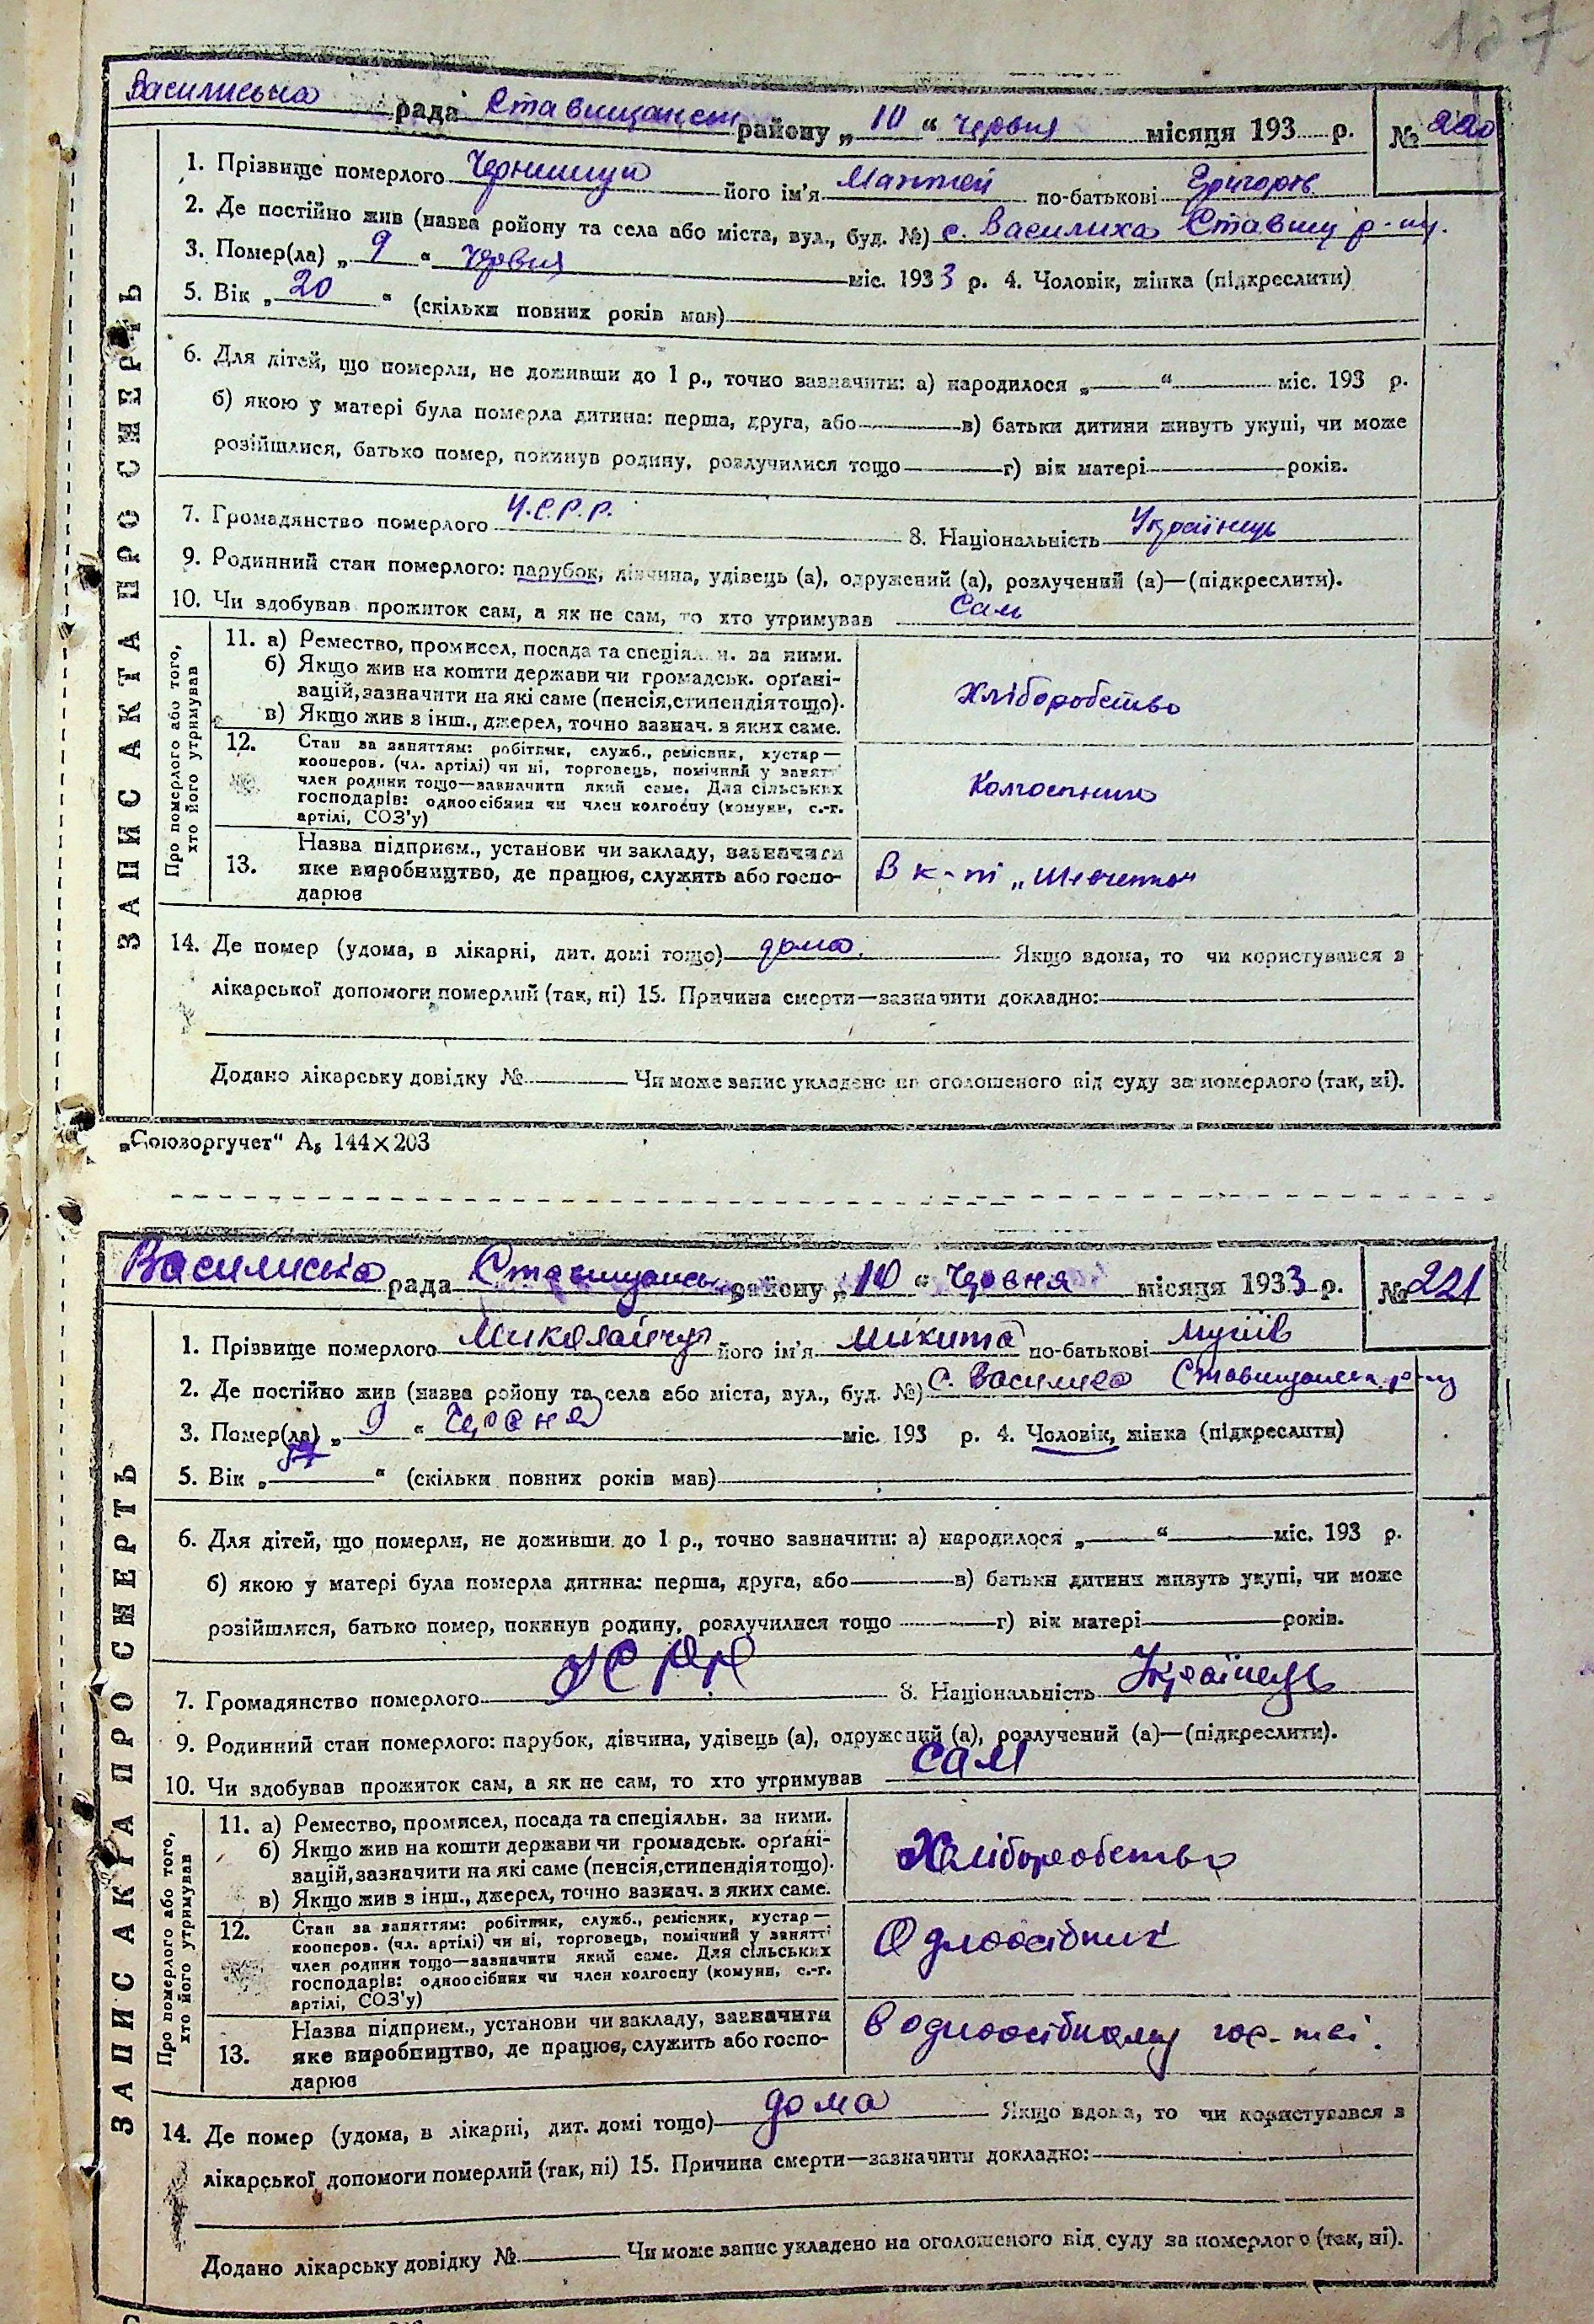 127
Василиська рада Ставищанськ району „ 10 “ червня місяця 193 р. № 220
1. Прізвище померлого його ім'я Мантей по-батькові Григоров
2. Де постійно жив (назва ройону та села або міста, вул., буд. №) с. Василиха Ставищ р-ну.
3. Помер(ла) „ 9 “ червня міс. 1933 р. 4. Чоловік, жінка (підкреслити)
5. Вік „ 20 “ (скільки повних років мав)
6. Для дітей, що померли, не доживши до 1 р., точно зазначити: а) народилося „ “ міс. 193 р.
б) якою у матері була померла дитина: перша, друга, або в) батьки дитини живуть укупі, чи може
розійшлися, батько помер, покинув родину, розлучилися тощо г) вік матері років.
7. Громадянство померлого У.С.Р.Р. 8. Національність Українець
9. Родинний стан померлого: парубок, дівчина, удівець (а), одружений (а), розлучений (а)—(підкреслити).
10. Чи здобував прожиток сам, а як не сам, то хто утримував Сам
ЗАПИС АКТА ПРО СМЕРТЬ
Про померлого або того,
хто його утримував
11. а) Ремество, промисел, посада та спеціяльн. за ними.
б) Якщо жив на кошти держави чи громадськ. орґані-
зацій, зазначити на які саме (пенсія, стипендія тощо).
в) Якщо жив з інш., джерел, точно зазнач. з яких саме.
Хліборобство
12. Стан за заняттям: робітник, служб., ремісник, кустар—
кооперов. (чл. артілі) чи ні, торговець, помічний у занятті
член родини тощо—зазначити який саме. Для сільських
господарів: одноосібник чи член колгоспу (комуни, с.-г.
артілі, СОЗ'у)
Колгоспник
13. Назва підприєм., установи чи закладу, зазначити
яке виробництво, де працює, служить або госпо-
дарює
В к-пі „Шевченка“
14. Де помер (удома, в лікарні, дит. домі тощо) дома. Якщо вдома, то чи користувався з
лікарської допомоги померлий (так, ні) 15. Причина смерти—зазначити докладно:
Додано лікарську довідку № Чи може запис укладено на оголошеного від суду за померлого (так, ні).
„Союзоргучет“ А₅ 144×203
Василиська рада Ставищанськ району „ 10 “ червня місяця 1933 р. № 221
1. Прізвище померлого Миколайчук його ім'я Микита по-батькові Мусіїв
2. Де постійно жив (назва ройону та села або міста, вул., буд. №) с. Василиха Ставищанськ р-ну
3. Помер(ла) „ 9 “ Червня міс. 193 р. 4. Чоловік, жінка (підкреслити)
5. Вік „ “ (скільки повних років мав)
6. Для дітей, що померли, не доживши до 1 р., точно зазначити: а) народилося „ “ міс. 193 р.
б) якою у матері була померла дитина: перша, друга, або в) батьки дитини живуть укупі, чи може
розійшлися, батько помер, покинув родину, розлучилися тощо г) вік матері років.
7. Громадянство померлого УСРР 8. Національність Українець
9. Родинний стан померлого: парубок, дівчина, удівець (а), одружений (а), розлучений (а)—(підкреслити).
10. Чи здобував прожиток сам, а як не сам, то хто утримував Сам
ЗАПИС АКТА ПРО СМЕРТЬ
Про померлого або того,
хто його утримував
11. а) Ремество, промисел, посада та спеціяльн. за ними.
б) Якщо жив на кошти держави чи громадськ. орґані-
зацій, зазначити на які саме (пенсія, стипендія тощо).
в) Якщо жив з інш., джерел, точно зазнач. з яких саме.
Хліборобство
12. Стан за заняттям: робітник, служб., ремісник, кустар—
кооперов. (чл. артілі) чи ні, торговець, помічний у занятті
член родини тощо—зазначити який саме. Для сільських
господарів: одноосібник чи член колгоспу (комуни, с.-г.
артілі, СОЗ'у)
Одноосібник
13. Назва підприєм., установи чи закладу, зазначити
яке виробництво, де працює, служить або госпо-
дарює
В одноосібному гос-тві.
14. Де помер (удома, в лікарні, дит. домі тощо) дома Якщо вдома, то чи користувався з
лікарської допомоги померлий (так, ні) 15. Причина смерти—зазначити докладно:
Додано лікарську довідку № Чи може запис укладено на оголошеного від суду за померлого (так, ні).